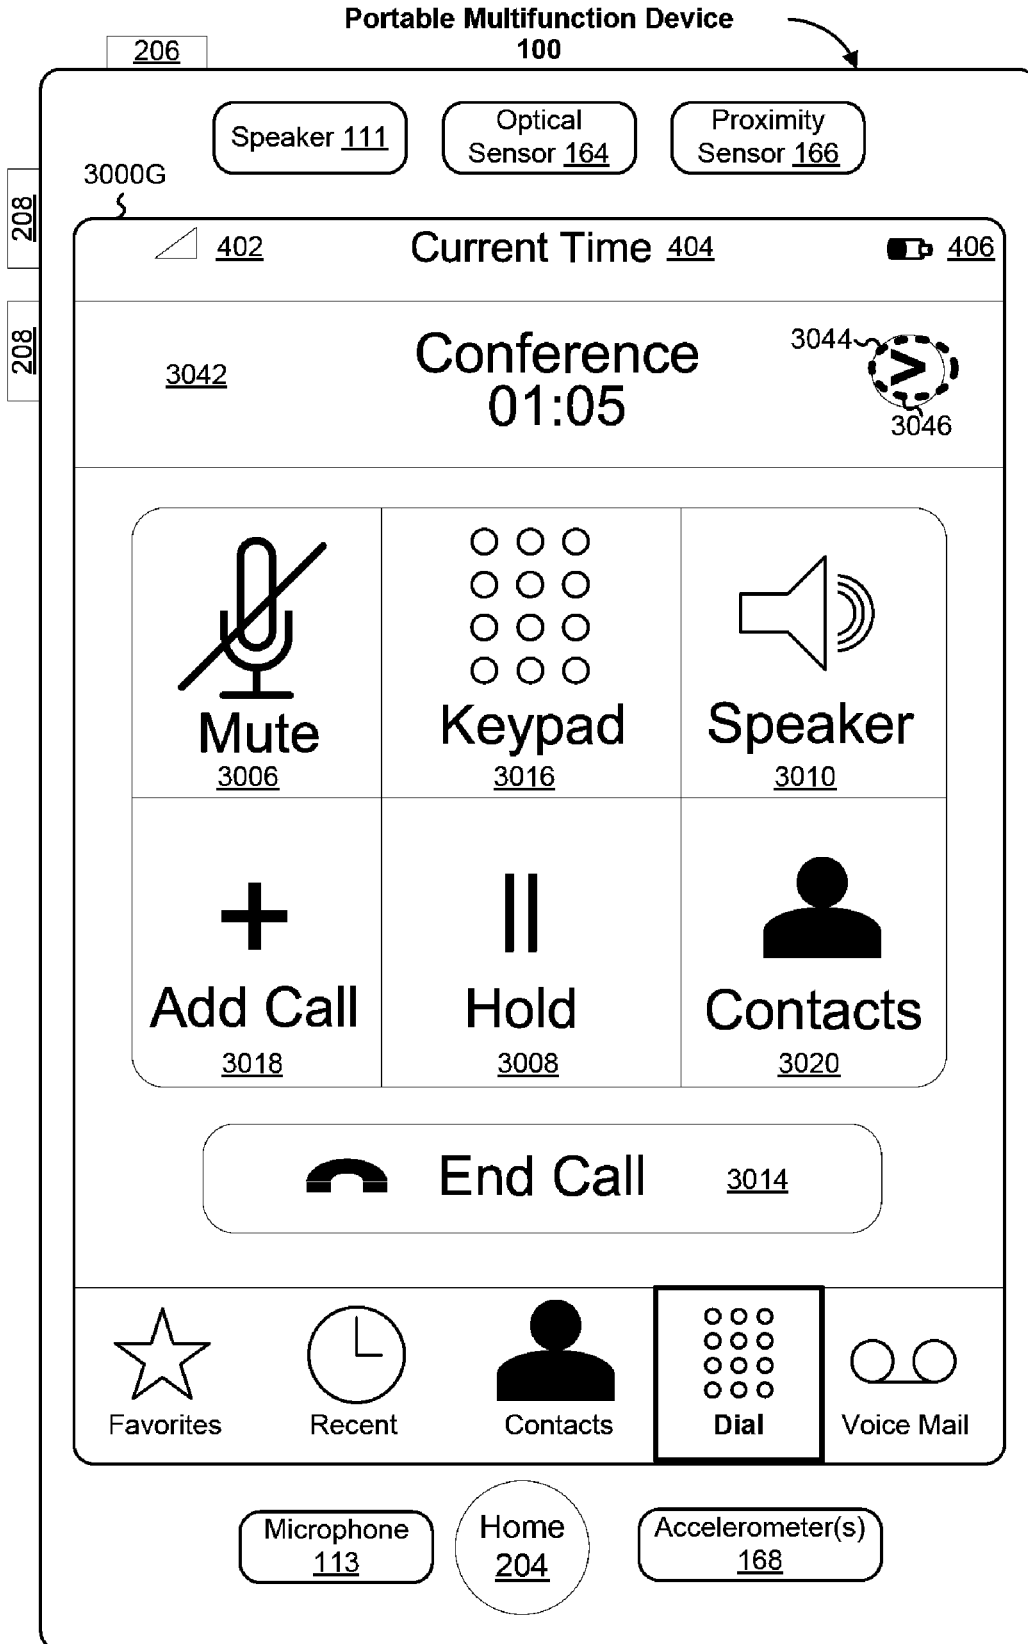 Portable Multifunction Device
100
206
Speaker 111
Optical
Sensor 164
Proximity
Sensor 166
3000G
208
208
402
Current Time 404
406
3042
Conference
01:05
3044
>
3046
Mute
3006
Keypad
3016
Speaker
3010
Add Call
3018
Hold
3008
Contacts
3020
End Call
3014
Favorites
Recent
Contacts
Dial
Voice Mail
Microphone
113
Home
204
Accelerometer(s)
168